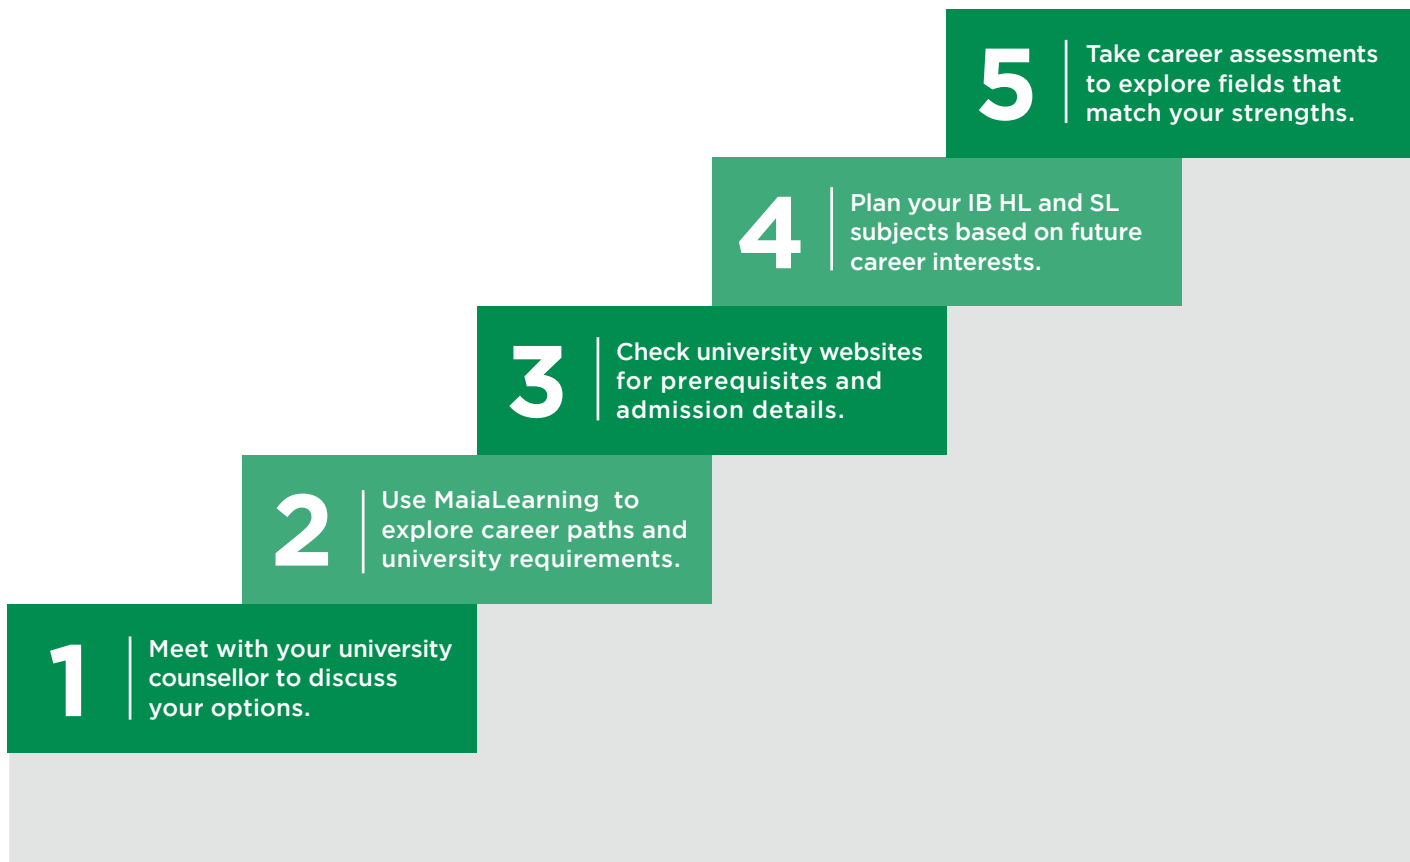 5
Take career assessments
to explore fields that
match your strengths.
4
Plan your IB HL and SL
subjects based on future
career interests.
3
Check university websites
for prerequisites and
admission details.
2
Use MaiaLearning  to
explore career paths and
university requirements.
1
Meet with your university
counsellor to discuss
your options.